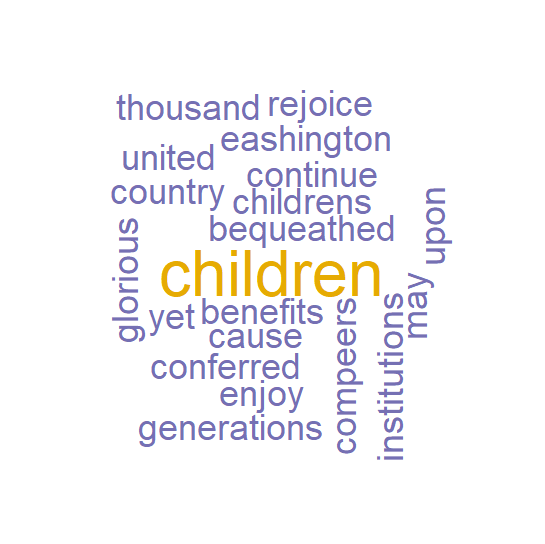 thousand
rejoice
eashington
united
continue
country
childrens
bequeathed
upon
glorious
children
may
yet
benefits
cause
compeers
institutions
conferred
enjoy
generations